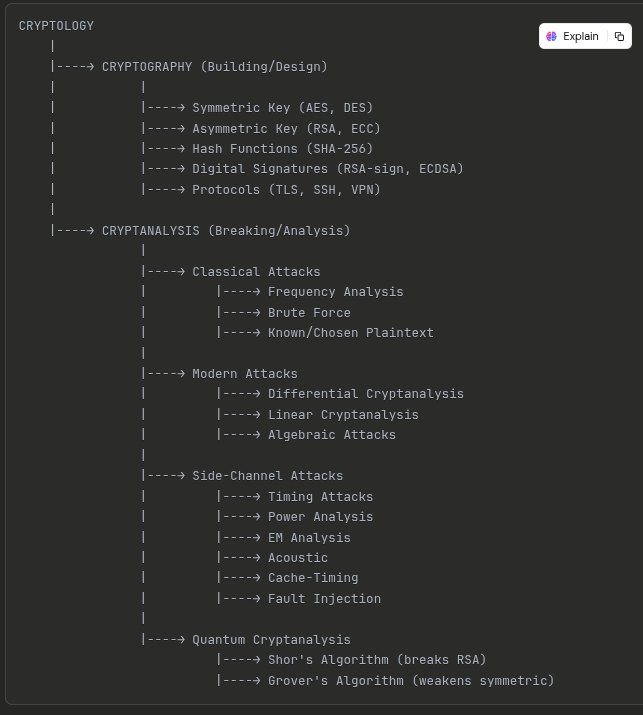 CRYPTOLOGY
Explain
|
|----> CRYPTOGRAPHY (Building/Design)
| |
| |----> Symmetric Key (AES, DES)
| |----> Asymmetric Key (RSA, ECC)
| |----> Hash Functions (SHA-256)
| |----> Digital Signatures (RSA-sign, ECDSA)
| |----> Protocols (TLS, SSH, VPN)
|
|----> CRYPTANALYSIS (Breaking/Analysis)
|
|----> Classical Attacks
| |----> Frequency Analysis
| |----> Brute Force
| |----> Known/Chosen Plaintext
|
|----> Modern Attacks
| |----> Differential Cryptanalysis
| |----> Linear Cryptanalysis
| |----> Algebraic Attacks
|
|----> Side-Channel Attacks
| |----> Timing Attacks
| |----> Power Analysis
| |----> EM Analysis
| |----> Acoustic
| |----> Cache-Timing
| |----> Fault Injection
|
|----> Quantum Cryptanalysis
|----> Shor's Algorithm (breaks RSA)
|----> Grover's Algorithm (weakens symmetric)